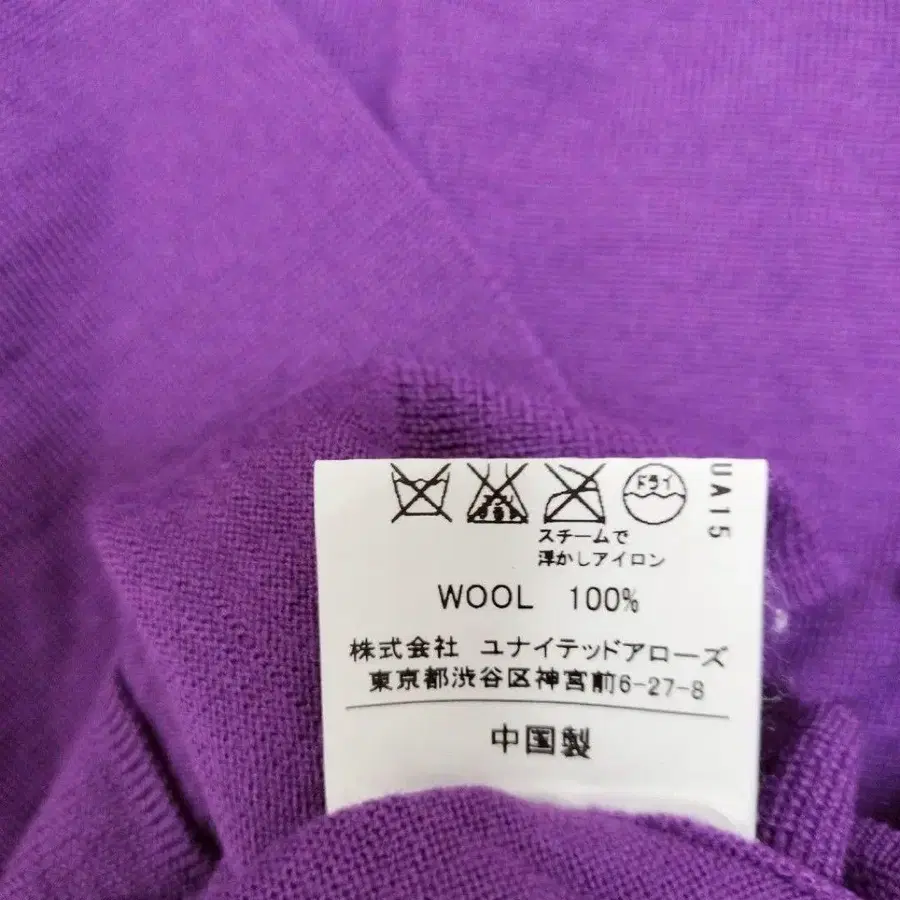 ドライ
UA15
スチームで
浮かしアイロン
WOOL 100%
株式会社 ユナイテッドアローズ
東京都渋谷区神宮前6-27-8
中国製